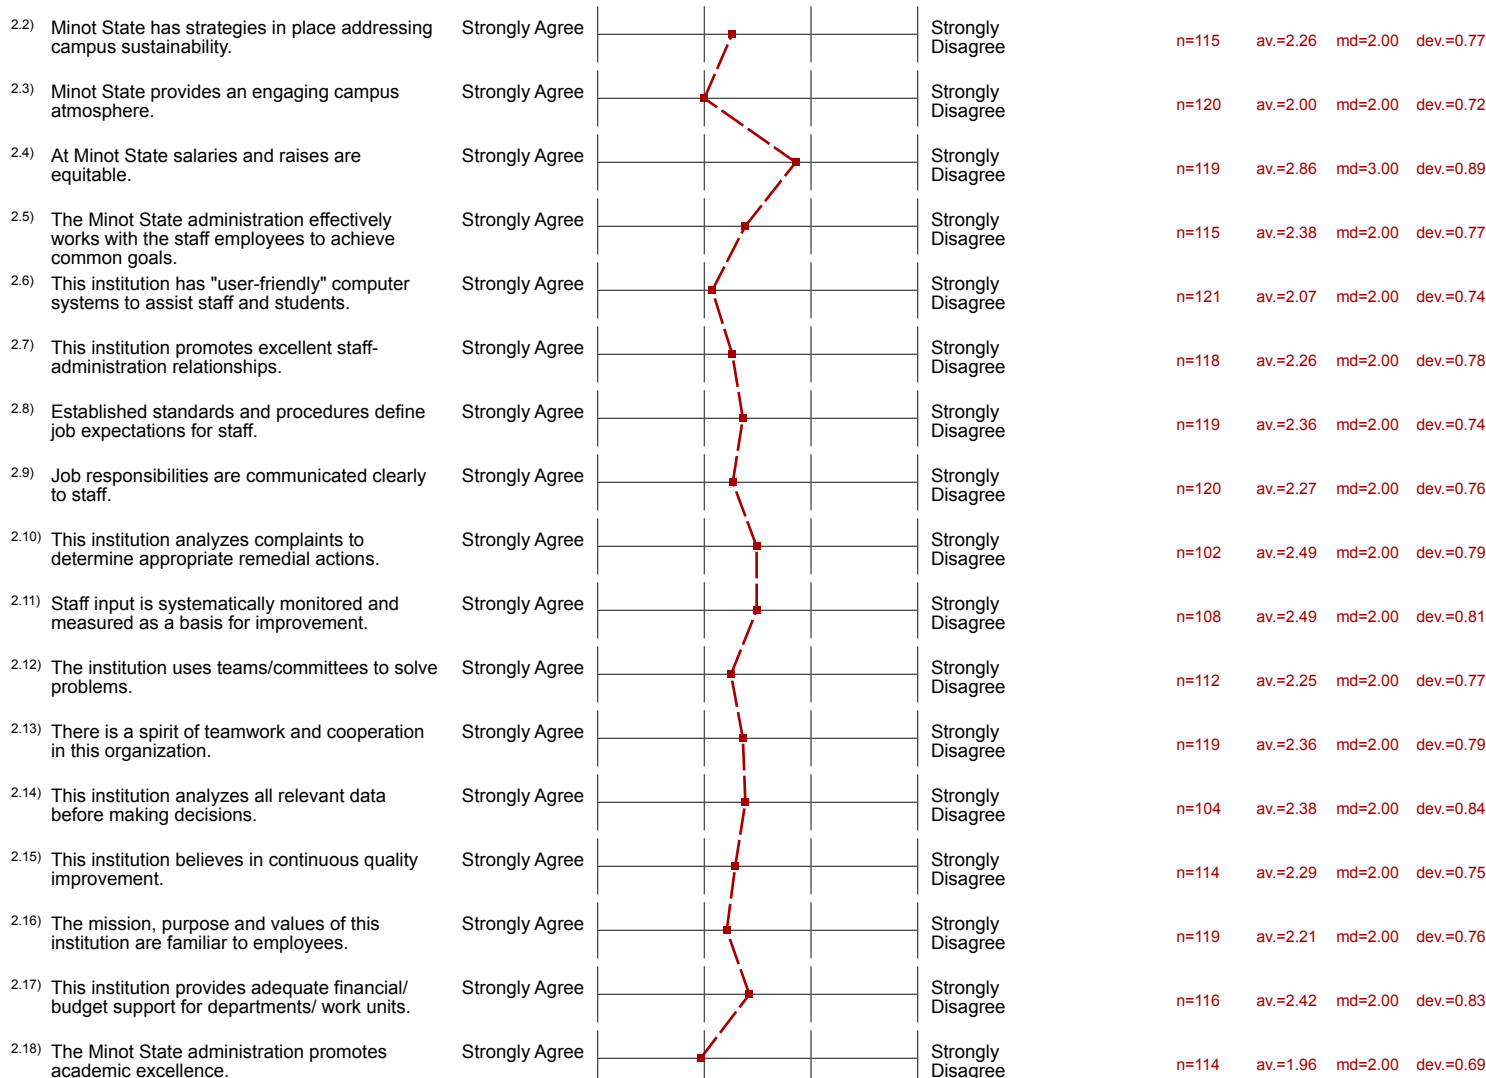 2.2) Minot State has strategies in place addressing campus sustainability. Strongly Agree Strongly Disagree n=115 av.=2.26 md=2.00 dev.=0.77
2.3) Minot State provides an engaging campus atmosphere. Strongly Agree Strongly Disagree n=120 av.=2.00 md=2.00 dev.=0.72
2.4) At Minot State salaries and raises are equitable. Strongly Agree Strongly Disagree n=119 av.=2.86 md=3.00 dev.=0.89
2.5) The Minot State administration effectively works with the staff employees to achieve common goals. Strongly Agree Strongly Disagree n=115 av.=2.38 md=2.00 dev.=0.77
2.6) This institution has "user-friendly" computer systems to assist staff and students. Strongly Agree Strongly Disagree n=121 av.=2.07 md=2.00 dev.=0.74
2.7) This institution promotes excellent staff-administration relationships. Strongly Agree Strongly Disagree n=118 av.=2.26 md=2.00 dev.=0.78
2.8) Established standards and procedures define job expectations for staff. Strongly Agree Strongly Disagree n=119 av.=2.36 md=2.00 dev.=0.74
2.9) Job responsibilities are communicated clearly to staff. Strongly Agree Strongly Disagree n=120 av.=2.27 md=2.00 dev.=0.76
2.10) This institution analyzes complaints to determine appropriate remedial actions. Strongly Agree Strongly Disagree n=102 av.=2.49 md=2.00 dev.=0.79
2.11) Staff input is systematically monitored and measured as a basis for improvement. Strongly Agree Strongly Disagree n=108 av.=2.49 md=2.00 dev.=0.81
2.12) The institution uses teams/committees to solve problems. Strongly Agree Strongly Disagree n=112 av.=2.25 md=2.00 dev.=0.77
2.13) There is a spirit of teamwork and cooperation in this organization. Strongly Agree Strongly Disagree n=119 av.=2.36 md=2.00 dev.=0.79
2.14) This institution analyzes all relevant data before making decisions. Strongly Agree Strongly Disagree n=104 av.=2.38 md=2.00 dev.=0.84
2.15) This institution believes in continuous quality improvement. Strongly Agree Strongly Disagree n=114 av.=2.29 md=2.00 dev.=0.75
2.16) The mission, purpose and values of this institution are familiar to employees. Strongly Agree Strongly Disagree n=119 av.=2.21 md=2.00 dev.=0.76
2.17) This institution provides adequate financial/ budget support for departments/ work units. Strongly Agree Strongly Disagree n=116 av.=2.42 md=2.00 dev.=0.83
2.18) The Minot State administration promotes academic excellence. Strongly Agree Strongly Disagree n=114 av.=1.96 md=2.00 dev.=0.69